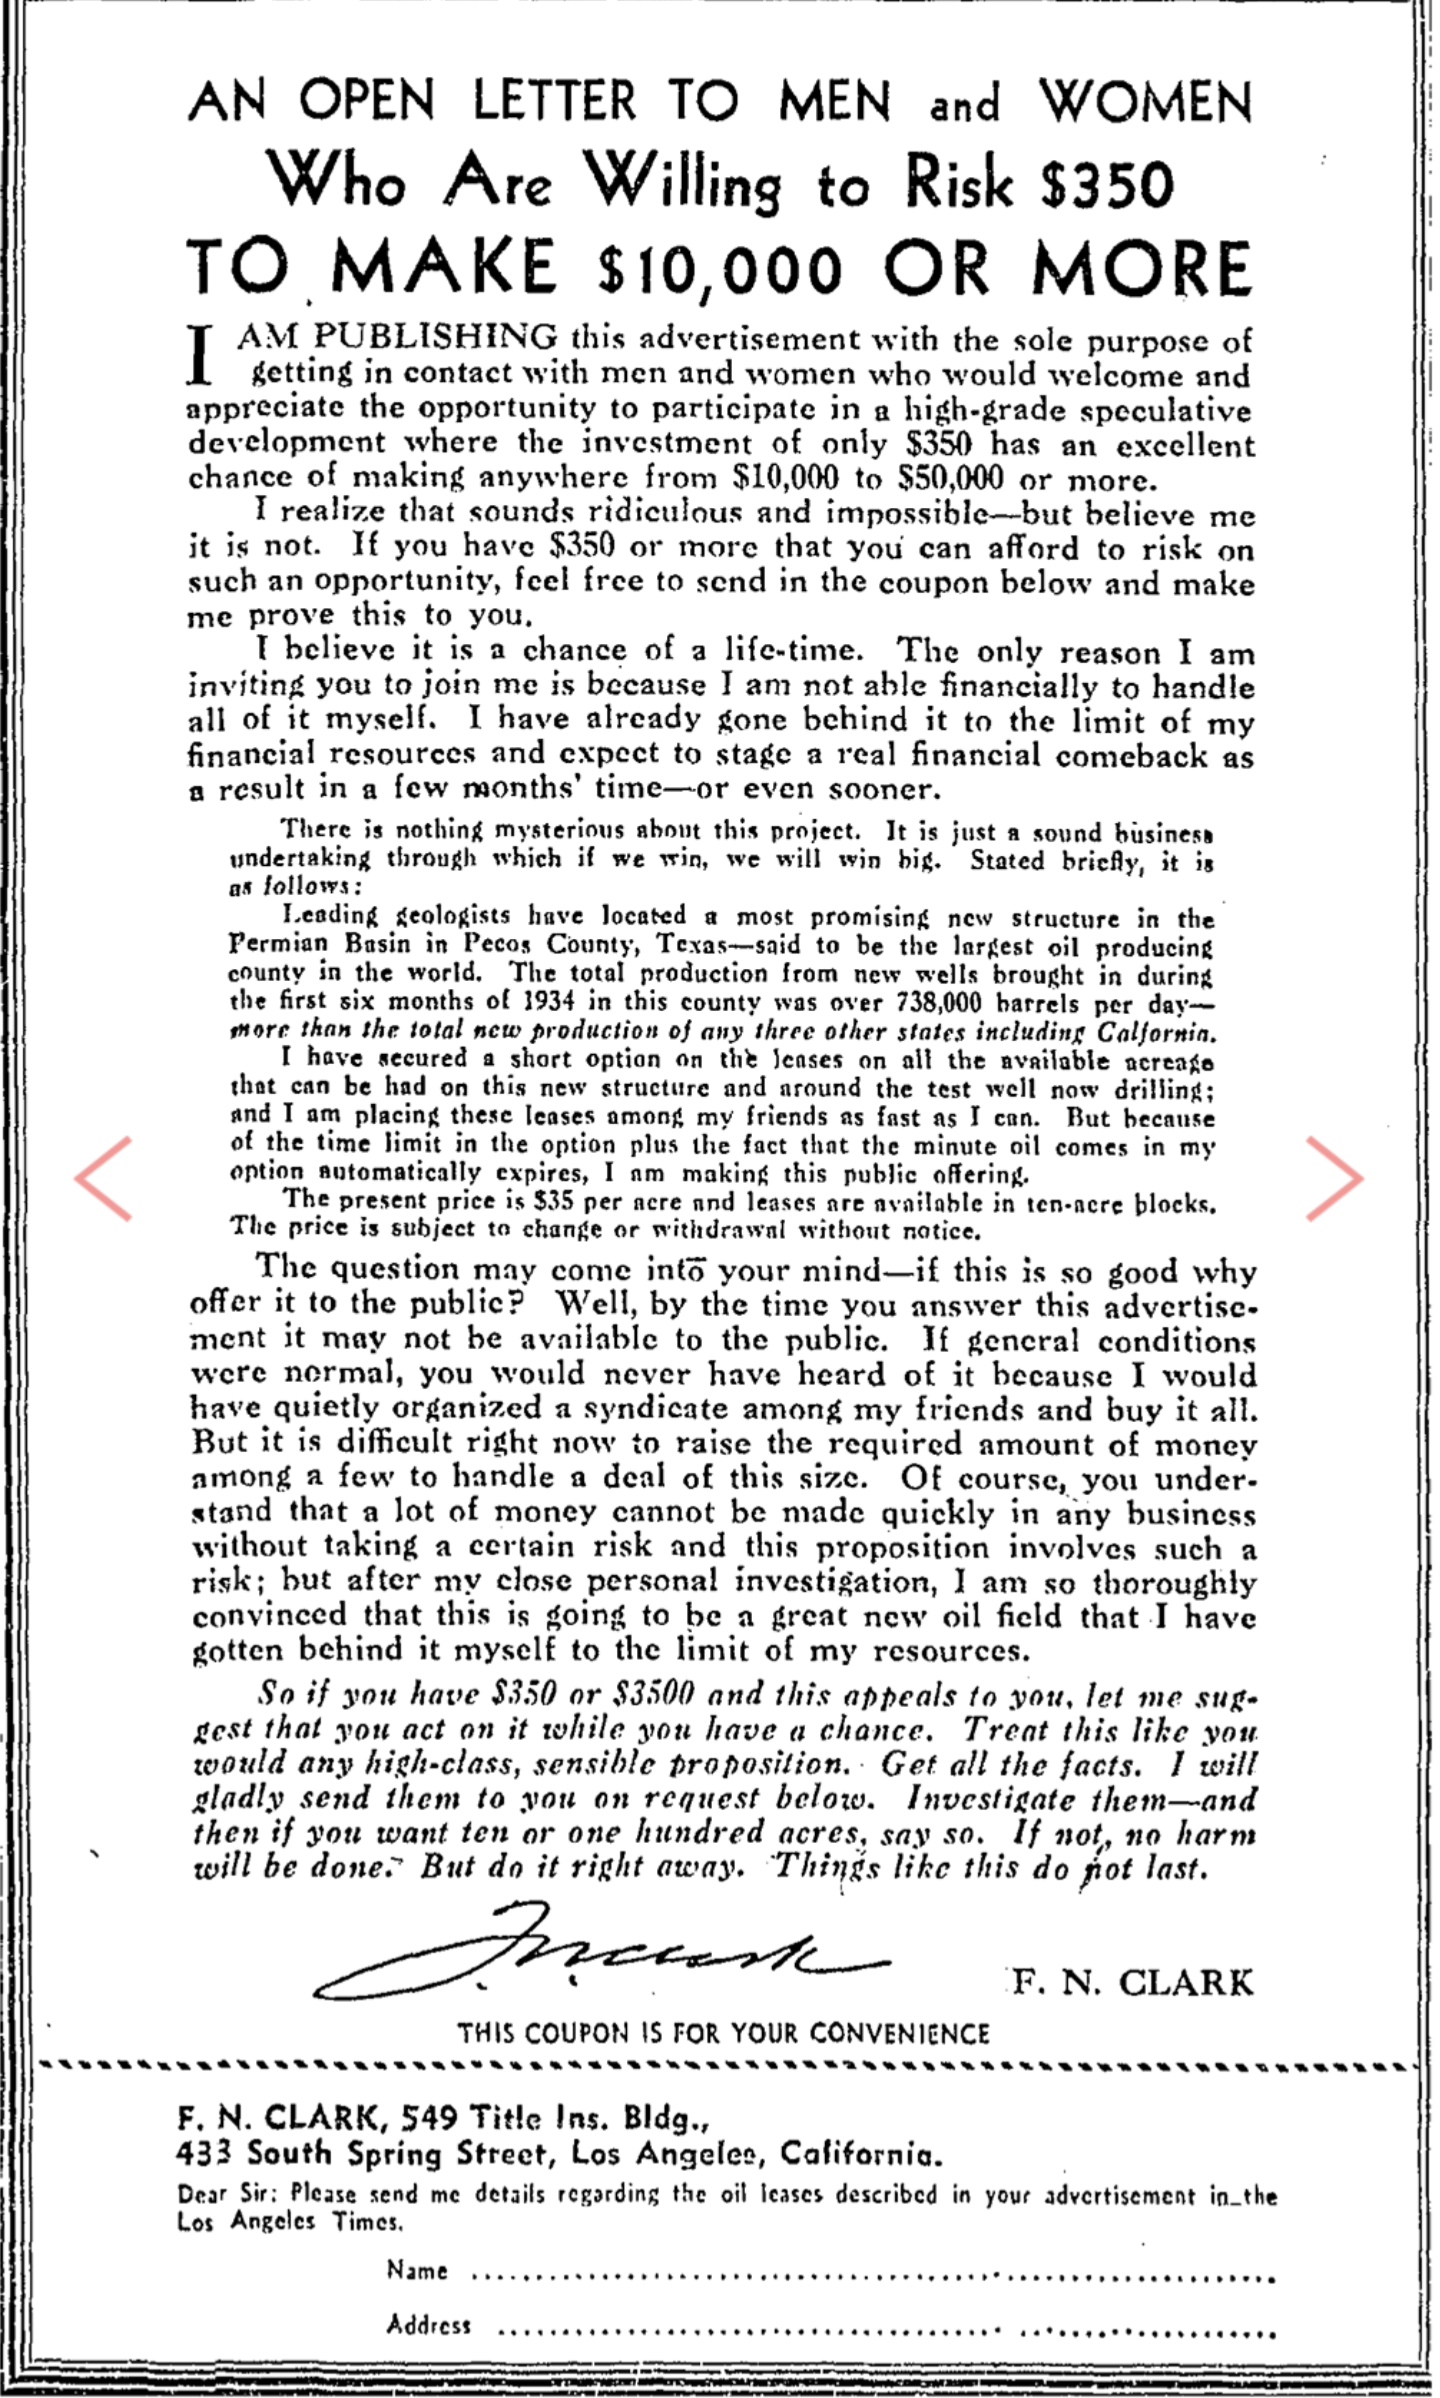 AN OPEN LETTER TO MEN and WOMEN
Who Are Willing to Risk $350
TO MAKE $10,000 OR MORE
I AM PUBLISHING this advertisement with the sole purpose of
getting in contact with men and women who would welcome and
appreciate the opportunity to participate in a high-grade speculative
development where the investment of only $350 has an excellent
chance of making anywhere from $10,000 to $50,000 or more.
I realize that sounds ridiculous and impossible—but believe me
it is not. If you have $350 or more that you can afford to risk on
such an opportunity, feel free to send in the coupon below and make
me prove this to you.
I believe it is a chance of a life-time. The only reason I am
inviting you to join me is because I am not able financially to handle
all of it myself. I have already gone behind it to the limit of my
financial resources and expect to stage a real financial comeback as
a result in a few months' time—or even sooner.
There is nothing mysterious about this project. It is just a sound business
undertaking through which if we win, we will win big. Stated briefly, it is
as follows:
Leading geologists have located a most promising new structure in the
Permian Basin in Pecos County, Texas—said to be the largest oil producing
county in the world. The total production from new wells brought in during
the first six months of 1934 in this county was over 738,000 barrels per day—
more than the total new production of any three other states including Calfornia.
I have secured a short option on the leases on all the available acreage
that can be had on this new structure and around the test well now drilling;
and I am placing these leases among my friends as fast as I can. But because
of the time limit in the option plus the fact that the minute oil comes in my
option automatically expires, I am making this public offering.
The present price is $35 per acre and leases are available in ten-acre blocks.
The price is subject to change or withdrawal without notice.
The question may come into your mind—if this is so good why
offer it to the public? Well, by the time you answer this advertise-
ment it may not be available to the public. If general conditions
were normal, you would never have heard of it because I would
have quietly organized a syndicate among my friends and buy it all.
But it is difficult right now to raise the required amount of money
among a few to handle a deal of this size. Of course, you under-
stand that a lot of money cannot be made quickly in any business
without taking a certain risk and this proposition involves such a
risk; but after my close personal investigation, I am so thoroughly
convinced that this is going to be a great new oil field that I have
gotten behind it myself to the limit of my resources.
So if you have $350 or $3500 and this appeals to you, let me sug-
gest that you act on it while you have a chance. Treat this like you
would any high-class, sensible proposition. Get all the facts. I will
gladly send them to you on request below. Investigate them—and
then if you want ten or one hundred acres, say so. If not, no harm
will be done. But do it right away. Things like this do not last.
F. N. Clark
F. N. CLARK
THIS COUPON IS FOR YOUR CONVENIENCE
F. N. CLARK, 549 Title Ins. Bldg.,
433 South Spring Street, Los Angeles, California.
Dear Sir: Please send me details regarding the oil leases described in your advertisement in the
Los Angeles Times.
Name
Address